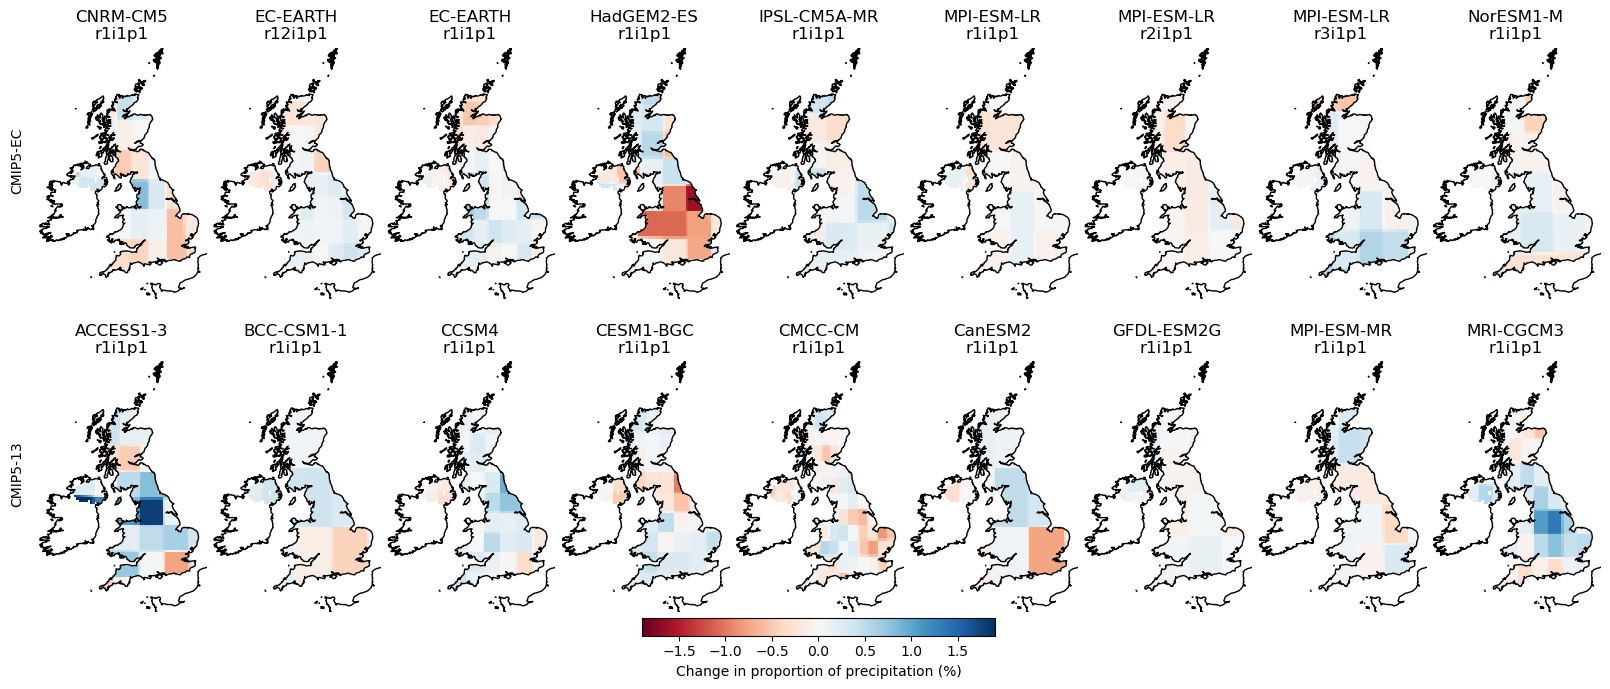 CNRM-CM5
r1i1p1
EC-EARTH
r12i1p1
EC-EARTH
r1i1p1
HadGEM2-ES
r1i1p1
IPSL-CM5A-MR
r1i1p1
MPI-ESM-LR
r1i1p1
MPI-ESM-LR
r2i1p1
MPI-ESM-LR
r3i1p1
NorESM1-M
r1i1p1
CMIP5-EC
ACCESS1-3
r1i1p1
BCC-CSM1-1
r1i1p1
CCSM4
r1i1p1
CESM1-BGC
r1i1p1
CMCC-CM
r1i1p1
CanESM2
r1i1p1
GFDL-ESM2G
r1i1p1
MPI-ESM-MR
r1i1p1
MRI-CGCM3
r1i1p1
CMIP5-13
−1.5 −1.0 −0.5 0.0 0.5 1.0 1.5
Change in proportion of precipitation (%)